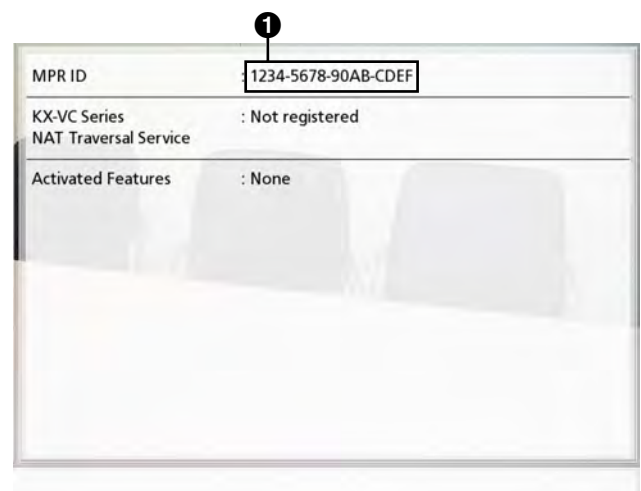 1
MPR ID : 1234-5678-90AB-CDEF
KX-VC Series : Not registered
NAT Traversal Service
Activated Features : None